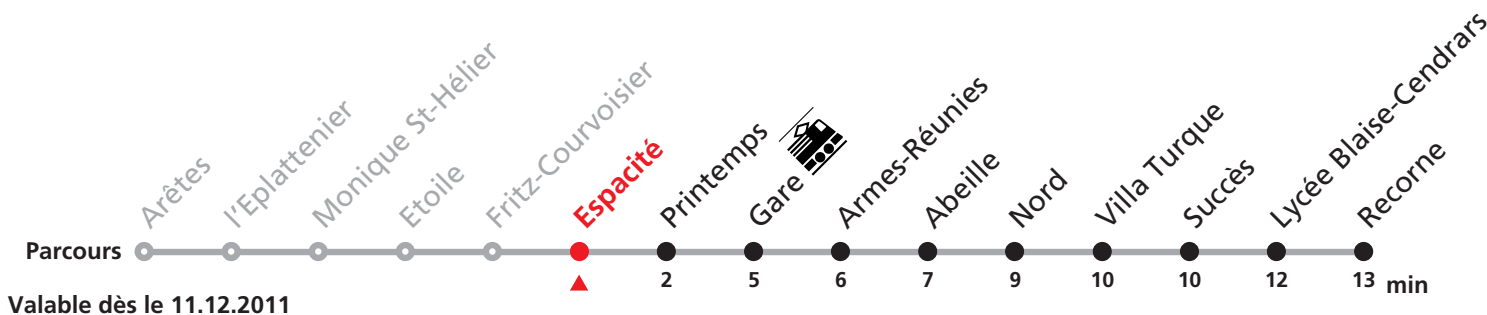 Arêtes
l'Eplattenier
Monique St-Hélier
Etoile
Fritz-Courvoisier
Espacité
Printemps
Gare
Armes-Réunies
Abeille
Nord
Villa Turque
Succès
Lycée Blaise-Cendrars
Recorne
Parcours
2 5 6 7 9 10 10 12 13 min
Valable dès le 11.12.2011